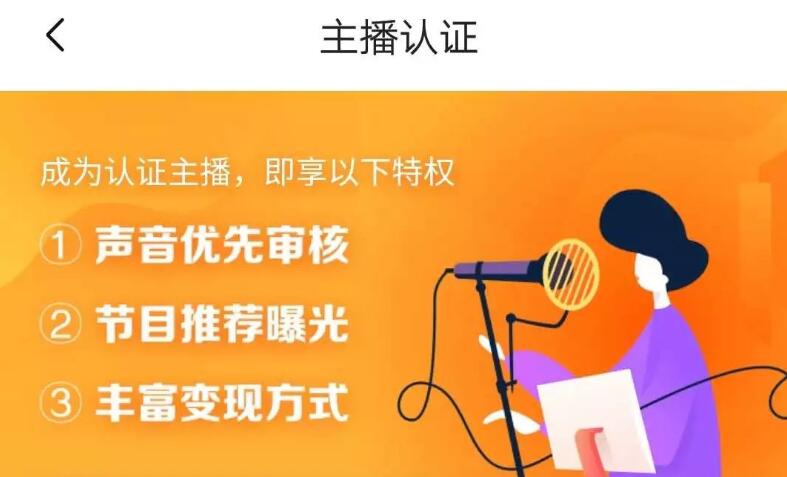 主播认证
成为认证主播，即享以下特权
① 声音优先审核
② 节目推荐曝光
③ 丰富变现方式